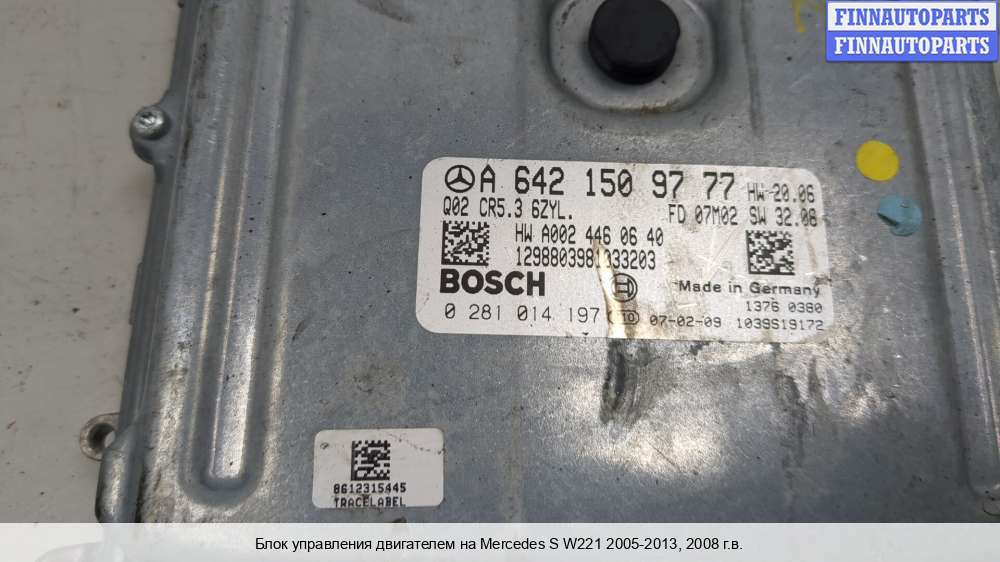 FINNAUTOPARTS
FINNAUTOPARTS
A 642 150 97 77 HW 20.06
Q02 CR5.3 6ZYL. FD 07M02 SW 32.08
HW A002 446 06 40
BOSCH
Made in Germany
1376 0380
0 281 014 197 07-02-09 1039S19172
8612315445
TRACELABEL
Блок управления двигателем на Mercedes S W221 2005-2013, 2008 г.в.